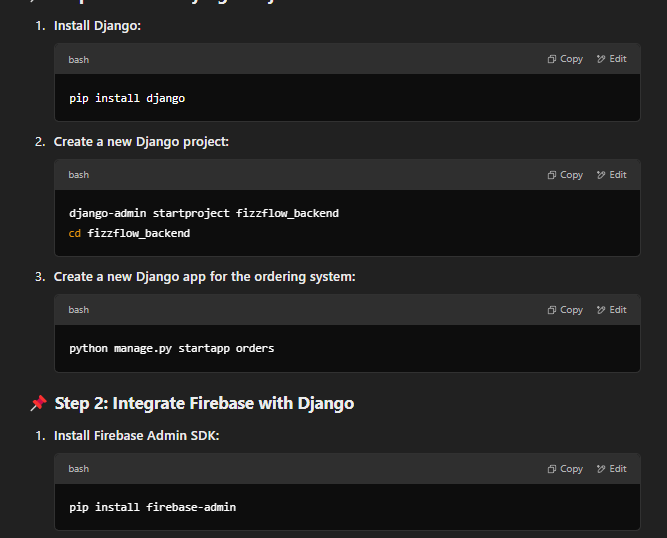 1. Install Django:
bash
Copy
Edit
pip install django
2. Create a new Django project:
bash
Copy
Edit
django-admin startproject fizzflow_backend
cd fizzflow_backend
3. Create a new Django app for the ordering system:
bash
Copy
Edit
python manage.py startapp orders
📌 Step 2: Integrate Firebase with Django
1. Install Firebase Admin SDK:
bash
Copy
Edit
pip install firebase-admin